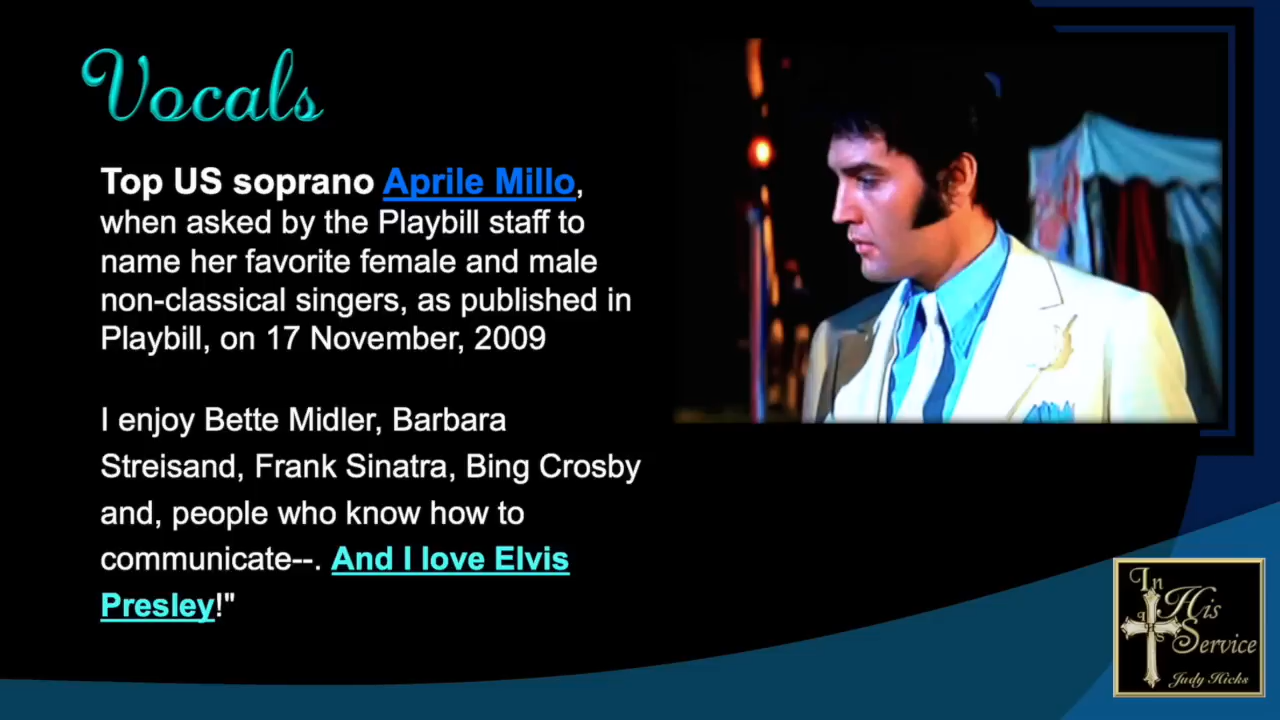 Vocals
Top US soprano Aprile Millo,
when asked by the Playbill staff to
name her favorite female and male
non-classical singers, as published in
Playbill, on 17 November, 2009
I enjoy Bette Midler, Barbara
Streisand, Frank Sinatra, Bing Crosby
and, people who know how to
communicate--. And I love Elvis
Presley!"
In
His
IHS
Service
Judy Hicks